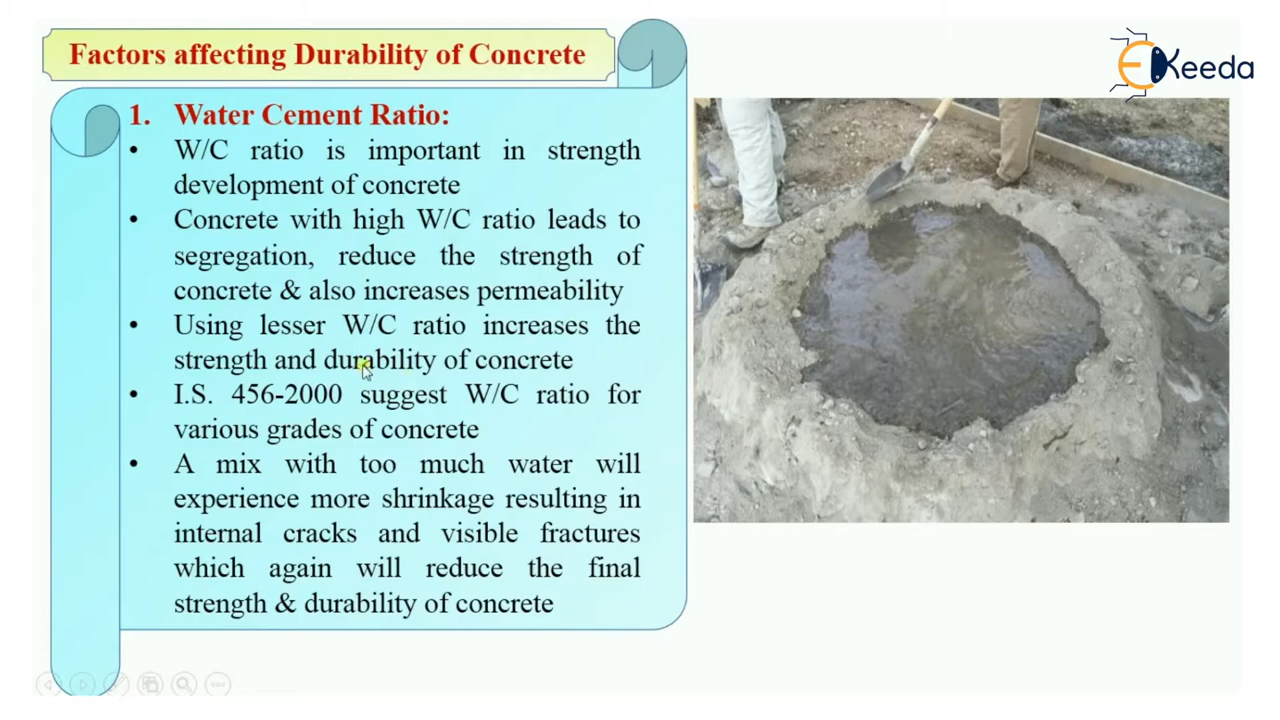 Factors affecting Durability of Concrete
EKeeda
1. Water Cement Ratio:
• W/C ratio is important in strength
development of concrete
• Concrete with high W/C ratio leads to
segregation, reduce the strength of
concrete & also increases permeability
• Using lesser W/C ratio increases the
strength and durability of concrete
• I.S. 456-2000 suggest W/C ratio for
various grades of concrete
• A mix with too much water will
experience more shrinkage resulting in
internal cracks and visible fractures
which again will reduce the final
strength & durability of concrete